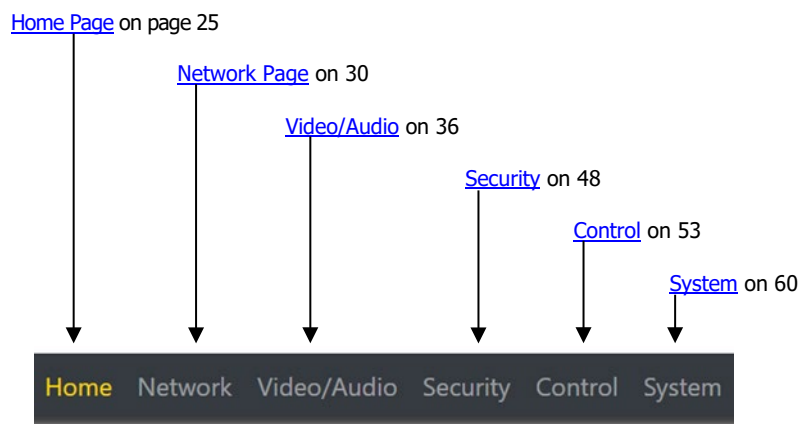 Home Page on page 25
Network Page on 30
Video/Audio on 36
Security on 48
Control on 53
System on 60
Home Network Video/Audio Security Control System